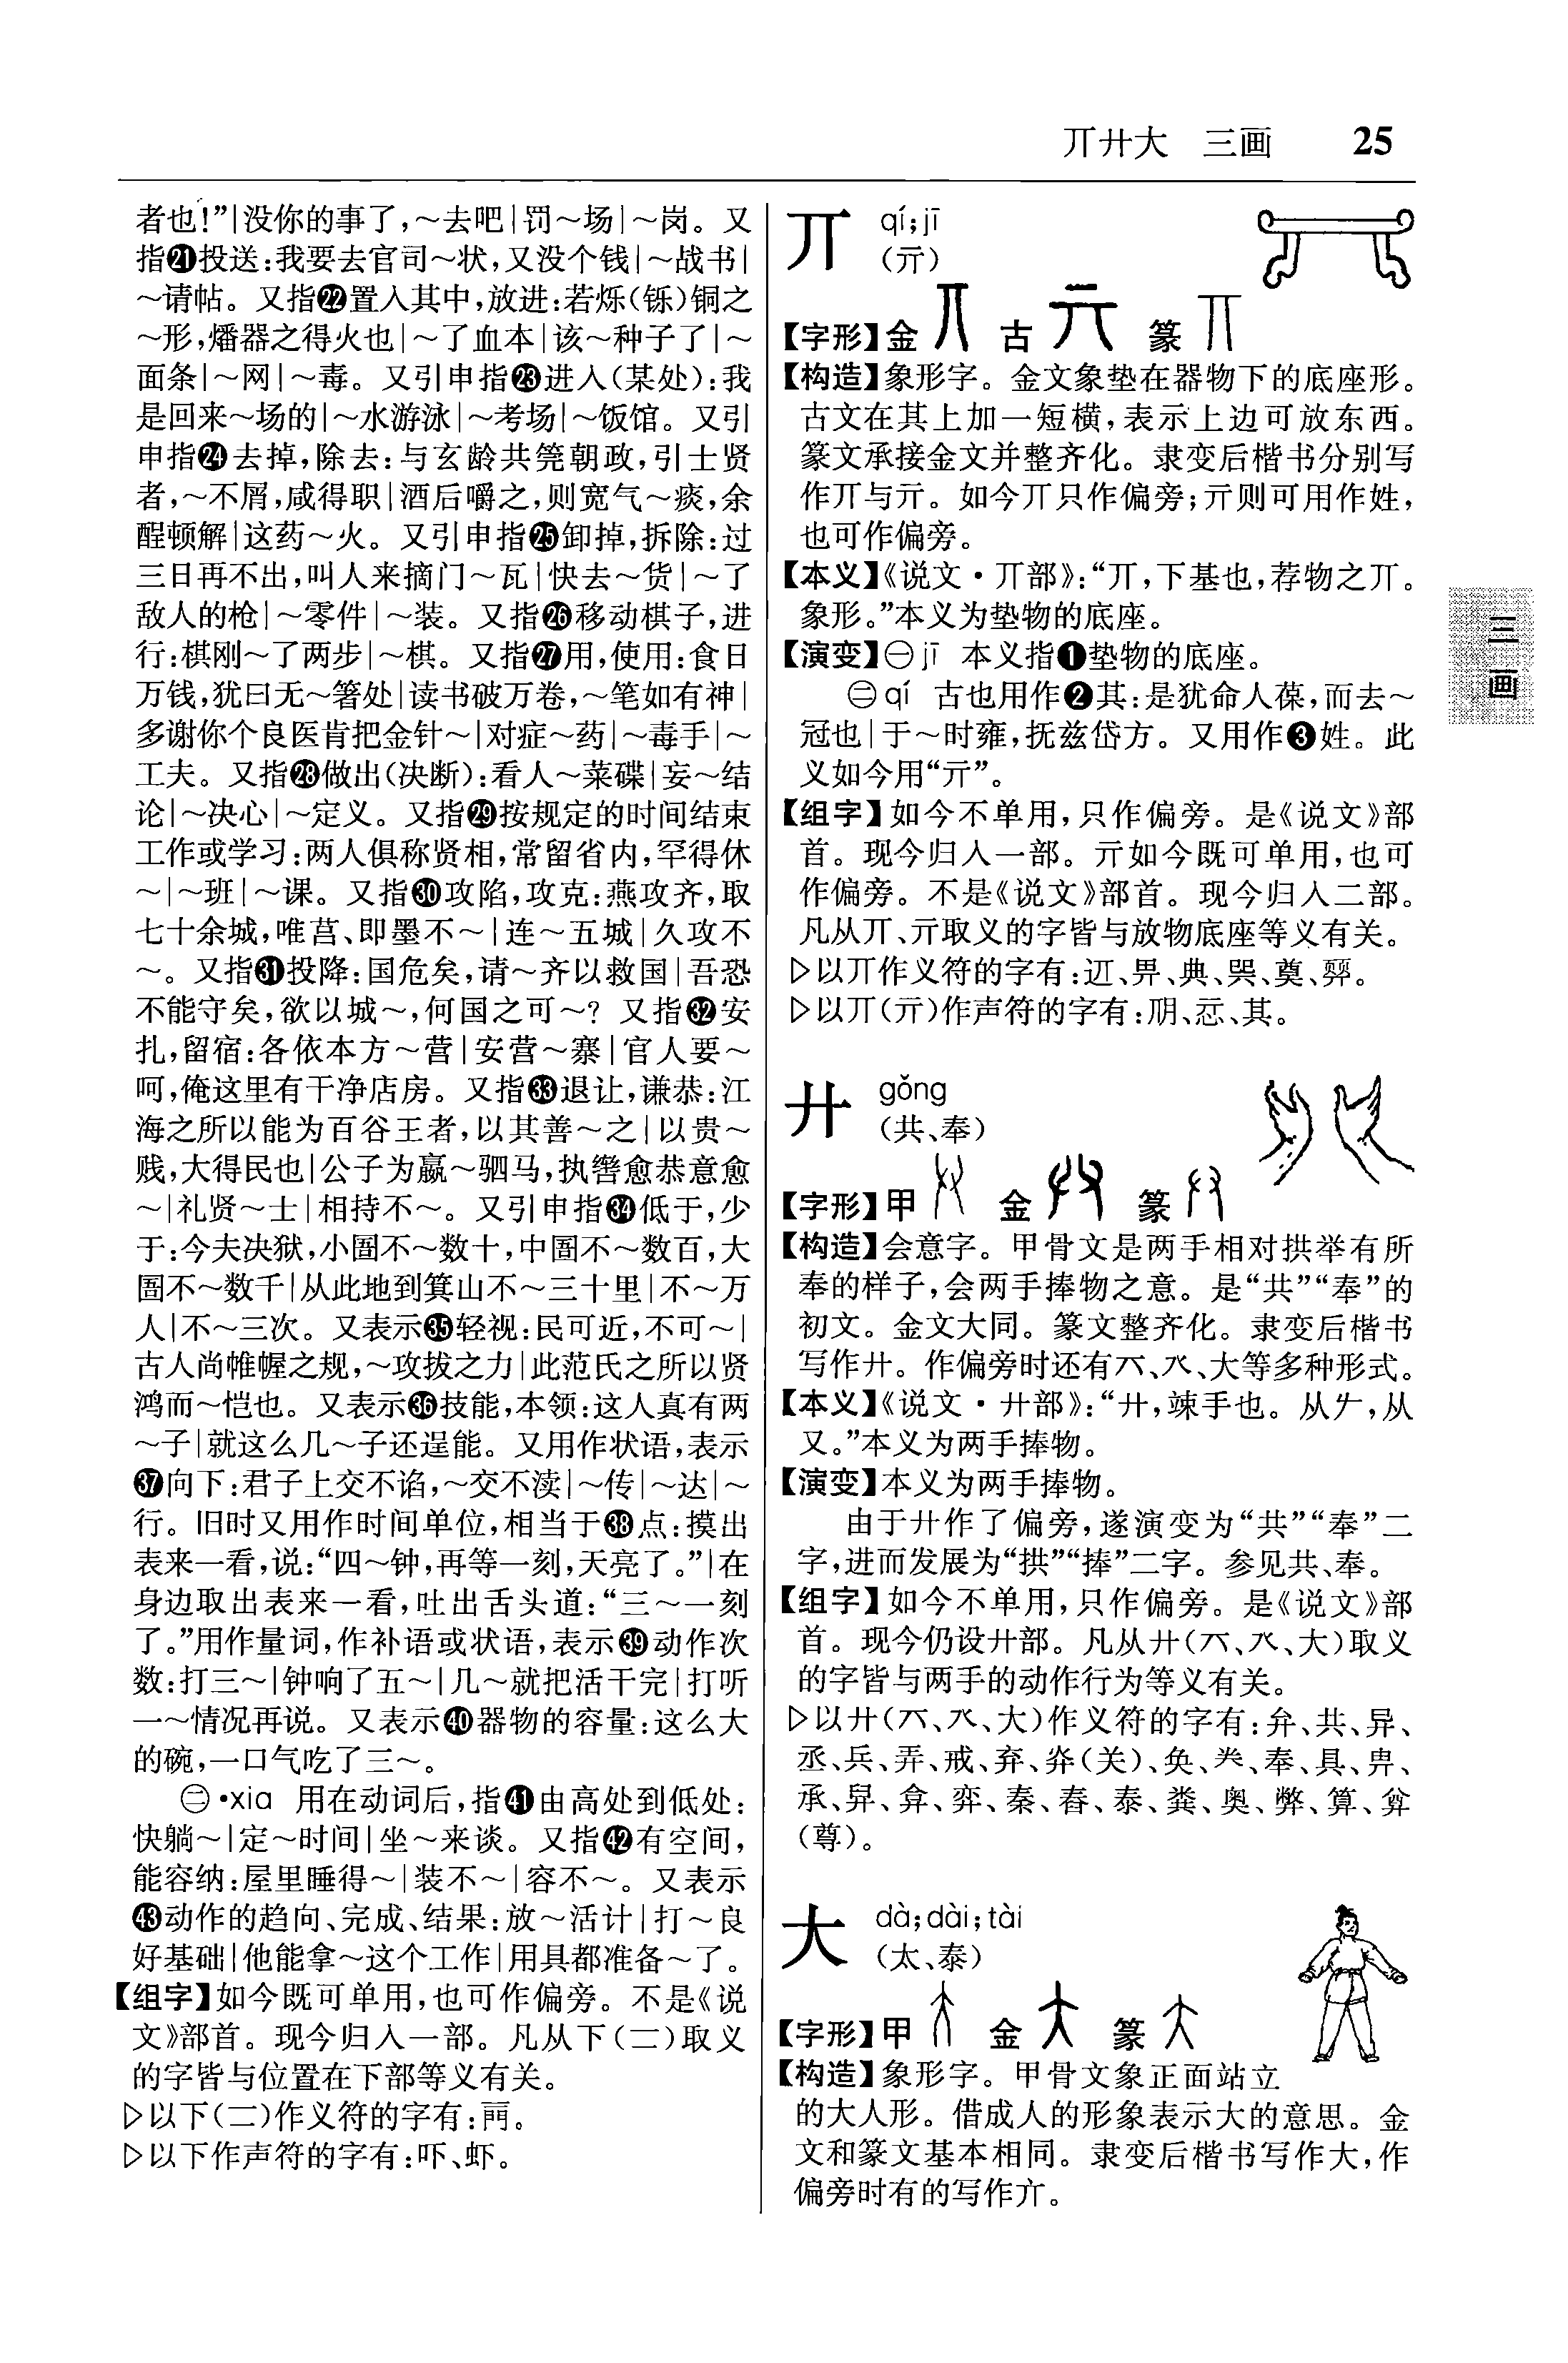 丌廾大　三画　25
者也!”|没你的事了,～去吧|罚～场|～岗。又
指㉑投送:我要去官司～状,又没个钱|～战书|
～请帖。又指㉒置入其中,放进:若烁(铄)铜之
～形,燔器之得火也|～了血本|该～种子了|～
面条|～网|～毒。又引申指㉓进入(某处):我
是回来～场的|～水游泳|～考场|～饭馆。又引
申指㉔去掉,除去:与玄龄共筦朝政,引士贤
者,～不屑,咸得职|酒后嚼之,则宽气～痰,余
酲顿解|这药～火。又引申指㉕卸掉,拆除:过
三日再不出,叫人来摘门～瓦|快去～货|～了
敌人的枪|～零件|～装。又指㉖移动棋子,进
行:棋刚～了两步|～棋。又指㉗用,使用:食日
万钱,犹曰无～箸处|读书破万卷,～笔如有神|
多谢你个良医肯把金针～|对症～药|～毒手|～
工夫。又指㉘做出(决断):看人～菜碟|妄～结
论|～决心|～定义。又指㉙按规定的时间结束
工作或学习:两人俱称贤相,常留省内,罕得休
～|～班|～课。又指㉚攻陷,攻克:燕攻齐,取
七十余城,唯莒、即墨不～|连～五城|久攻不
～。又指㉛投降:国危矣,请～齐以救国|吾恐
不能守矣,欲以城～,何国之可～? 又指㉜安
扎,留宿:各依本方～营|安营～寨|官人要～
呵,俺这里有干净店房。又指㉝退让,谦恭:江
海之所以能为百谷王者,以其善～之|以贵～
贱,大得民也|公子为嬴～驷马,执辔愈恭意愈
～|礼贤～士|相持不～。又引申指㉞低于,少
于:今夫决狱,小圄不～数十,中圄不～数百,大
圄不～数千|从此地到箕山不～三十里|不～万
人|不～三次。又表示㉟轻视:民可近,不可～|
古人尚帷幄之规,～攻拔之力|此范氏之所以贤
鸿而～恺也。又表示㊱技能,本领:这人真有两
～子|就这么几～子还逞能。又用作状语,表示
㊲向下:君子上交不谄,～交不渎|～传|～达|～
行。旧时又用作时间单位,相当于㊳点:摸出
表来一看,说:“四～钟,再等一刻,天亮了。”|在
身边取出表来一看,吐出舌头道:“三～一刻
了。”用作量词,作补语或状语,表示㊴动作次
数:打三～|钟响了五～|几～就把活干完|打听
一～情况再说。又表示㊵器物的容量:这么大
的碗,一口气吃了三～。
㊁·xia 用在动词后,指㊶由高处到低处:
快躺～|定～时间|坐～来谈。又指㊷有空间,
能容纳:屋里睡得～|装不～|容不～。又表示
㊸动作的趋向、完成、结果:放～活计|打～良
好基础|他能拿～这个工作|用具都准备～了。
【组字】如今既可单用,也可作偏旁。不是《说
文》部首。现今归入一部。凡从下(二)取义
的字皆与位置在下部等义有关。
▷以下(二)作义符的字有:。
▷以下作声符的字有:吓、虾。
丌 qí;jī
(亓)
【字形】金 古 篆
【构造】象形字。金文象垫在器物下的底座形。
古文在其上加一短横,表示上边可放东西。
篆文承接金文并整齐化。隶变后楷书分别写
作丌与亓。如今丌只作偏旁;亓则可用作姓,
也可作偏旁。
【本义】《说文·丌部》:“丌,下基也,荐物之丌。
象形。”本义为垫物的底座。
【演变】㊀jī 本义指❶垫物的底座。
㊁qí 古也用作❷其:是犹命人葆,而去～
冠也|于～时雍,抚兹岱方。又用作❸姓。此
义如今用“亓”。
【组字】如今不单用,只作偏旁。是《说文》部
首。现今归入一部。亓如今既可单用,也可
作偏旁。不是《说文》部首。现今归入二部。
凡从丌、亓取义的字皆与放物底座等义有关。
▷以丌作义符的字有:辺、畀、典、巽、奠、。
▷以丌(亓)作声符的字有:、忎、其。
廾 gǒng
(共、奉)
【字形】甲 金 篆
【构造】会意字。甲骨文是两手相对拱举有所
奉的样子,会两手捧物之意。是“共”“奉”的
初文。金文大同。篆文整齐化。隶变后楷书
写作廾。作偏旁时还有六、八、大等多种形式。
【本义】《说文·廾部》:“廾,竦手也。从𠂇,从
又。”本义为两手捧物。
【演变】本义为两手捧物。
由于廾作了偏旁,遂演变为“共”“奉”二
字,进而发展为“拱”“捧”二字。参见共、奉。
【组字】如今不单用,只作偏旁。是《说文》部
首。现今仍设廾部。凡从廾(、、大)取义
的字皆与两手的动作行为等义有关。
▷以廾(、、大)作义符的字有:弁、共、异、
丞、兵、弄、戒、弃、弅(关)、奂、龹、奉、具、畁、
承、舁、弇、弈、秦、舂、泰、粪、奥、弊、算、
(尊)。
大 dà;dài;tài
(太、泰)
【字形】甲 金 篆
【构造】象形字。甲骨文象正面站立
的大人形。借成人的形象表示大的意思。金
文和篆文基本相同。隶变后楷书写作大,作
偏旁时有的写作亣。
三画